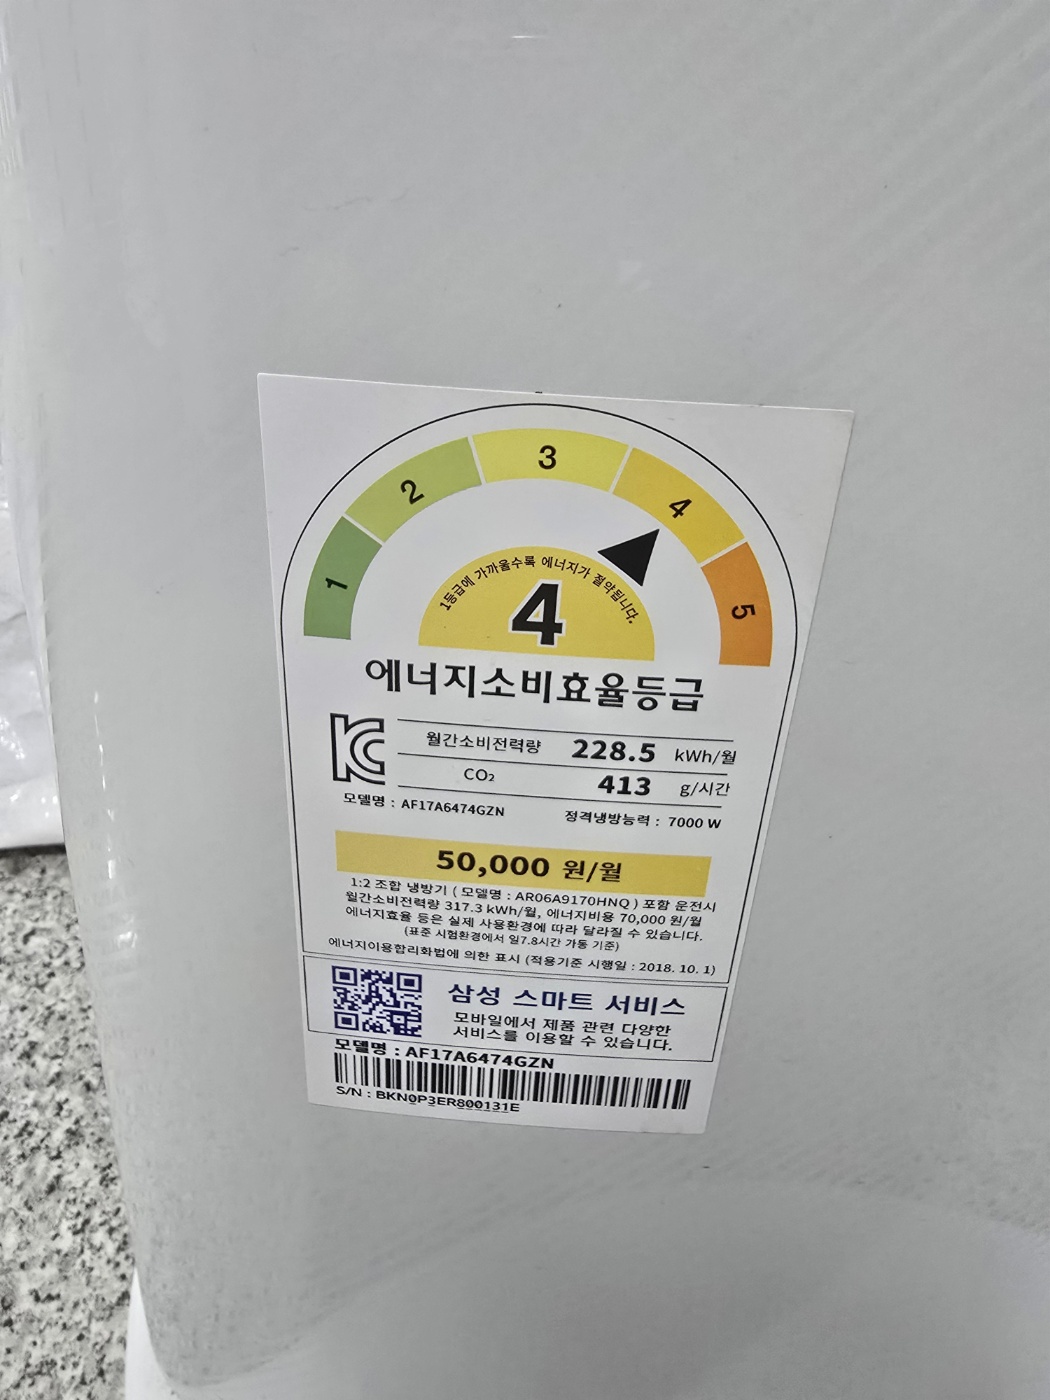 1
2
3
4
5
1등급에 가까울수록 에너지가 절약됩니다.
4
에너지소비효율등급
월간소비전력량 228.5 kWh/월
CO₂ 413 g/시간
모델명 : AF17A6474GZN 정격냉방능력 : 7000 W
50,000 원/월
1:2 조합 냉방기 ( 모델명 : AR06A9170HNQ ) 포함 운전시
월간소비전력량 317.3 kWh/월, 에너지비용 70,000 원/월
에너지효율 등은 실제 사용환경에 따라 달라질 수 있습니다.
(표준 시험환경에서 일7.8시간 가동 기준)
에너지이용합리화법에 의한 표시 (적용기준 시행일 : 2018. 10. 1)
삼성 스마트 서비스
모바일에서 제품 관련 다양한
서비스를 이용할 수 있습니다.
모델명 : AF17A6474GZN
S/N : BKN0P3ER800131E